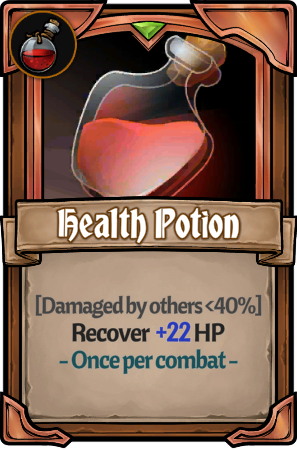 Health Potion
[Damaged by others <40%]
Recover +22 HP
- Once per combat -